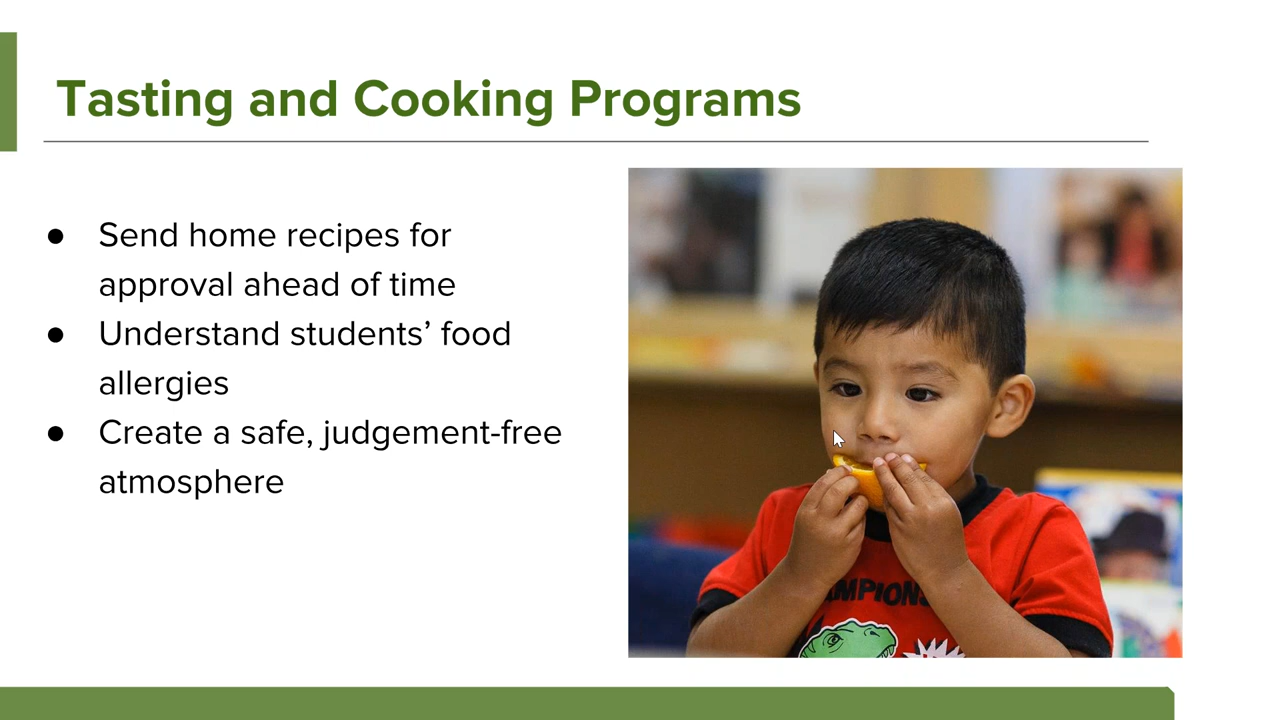 Tasting and Cooking Programs
● Send home recipes for
approval ahead of time
● Understand students’ food
allergies
● Create a safe, judgement-free
atmosphere
AMPIONS